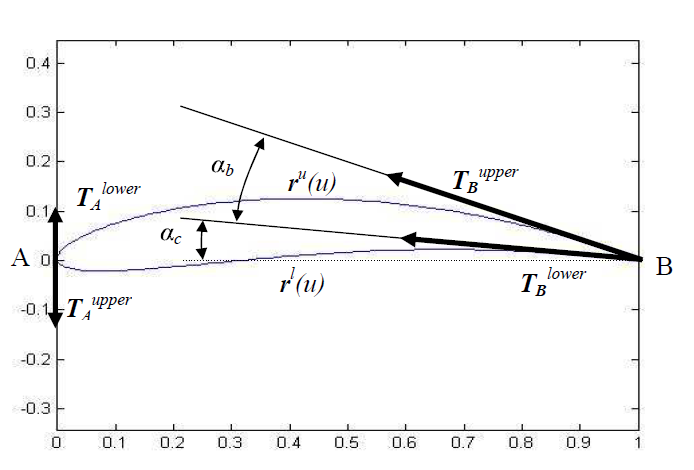 0.4
0.3
0.2
0.1
0
-0.1
-0.2
-0.3
α_b
r^u(u)
T_B^upper
T_A^lower
α_c
A
B
r^l(u)
T_B^lower
T_A^upper
0 0.1 0.2 0.3 0.4 0.5 0.6 0.7 0.8 0.9 1